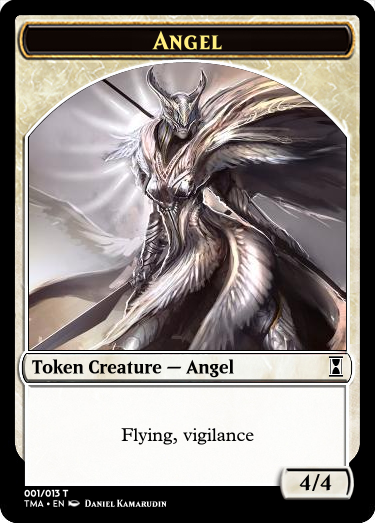 ANGEL
Token Creature — Angel
Flying, vigilance
4/4
001/013 T
TMA • EN DANIEL KAMARUDIN